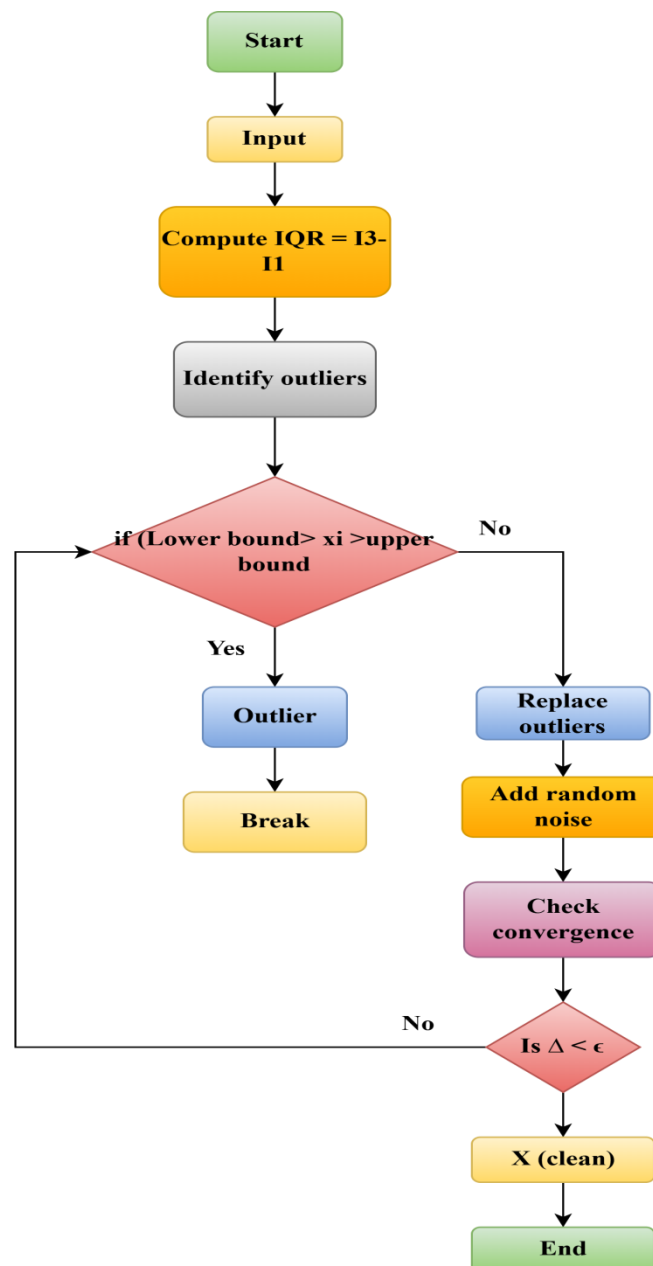 Start
Input
Compute IQR = I3-
I1
Identify outliers
if (Lower bound> xi >upper
bound
No
Yes
Outlier
Break
Replace
outliers
Add random
noise
Check
convergence
No
Is Δ < ϵ
X (clean)
End